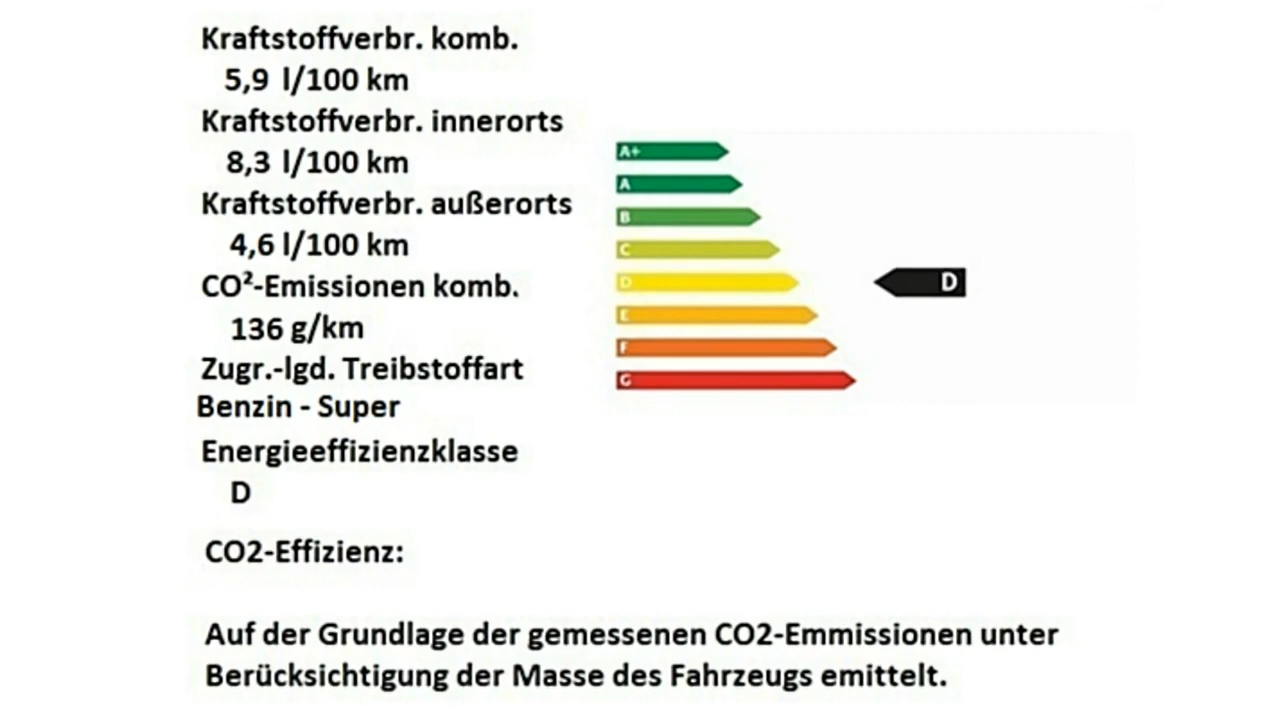 Kraftstoffverbr. komb.
5,9 l/100 km
Kraftstoffverbr. innerorts
8,3 l/100 km
Kraftstoffverbr. außerorts
4,6 l/100 km
CO²-Emissionen komb.
136 g/km
Zugr.-lgd. Treibstoffart
Benzin - Super
Energieeffizienzklasse
D
A+
A
B
C
D
D
E
F
G
CO2-Effizienz:
Auf der Grundlage der gemessenen CO2-Emmissionen unter
Berücksichtigung der Masse des Fahrzeugs emittelt.